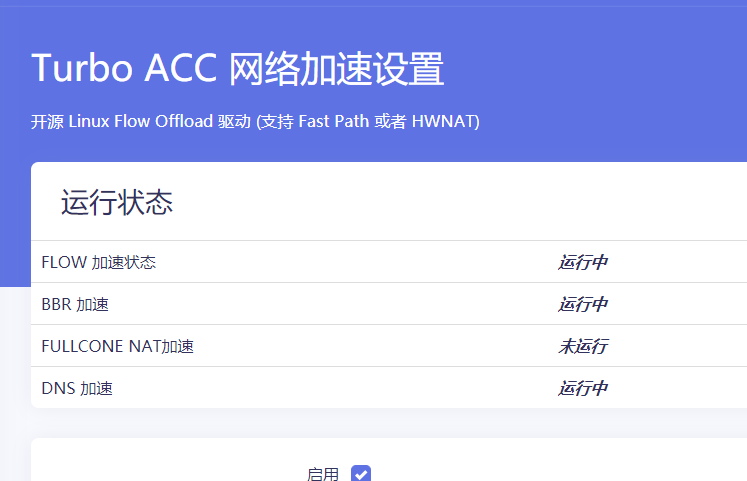 Turbo ACC 网络加速设置
开源 Linux Flow Offload 驱动 (支持 Fast Path 或者 HWNAT)
运行状态
FLOW 加速状态 运行中
BBR 加速 运行中
FULLCONE NAT加速 未运行
DNS 加速 运行中
启用